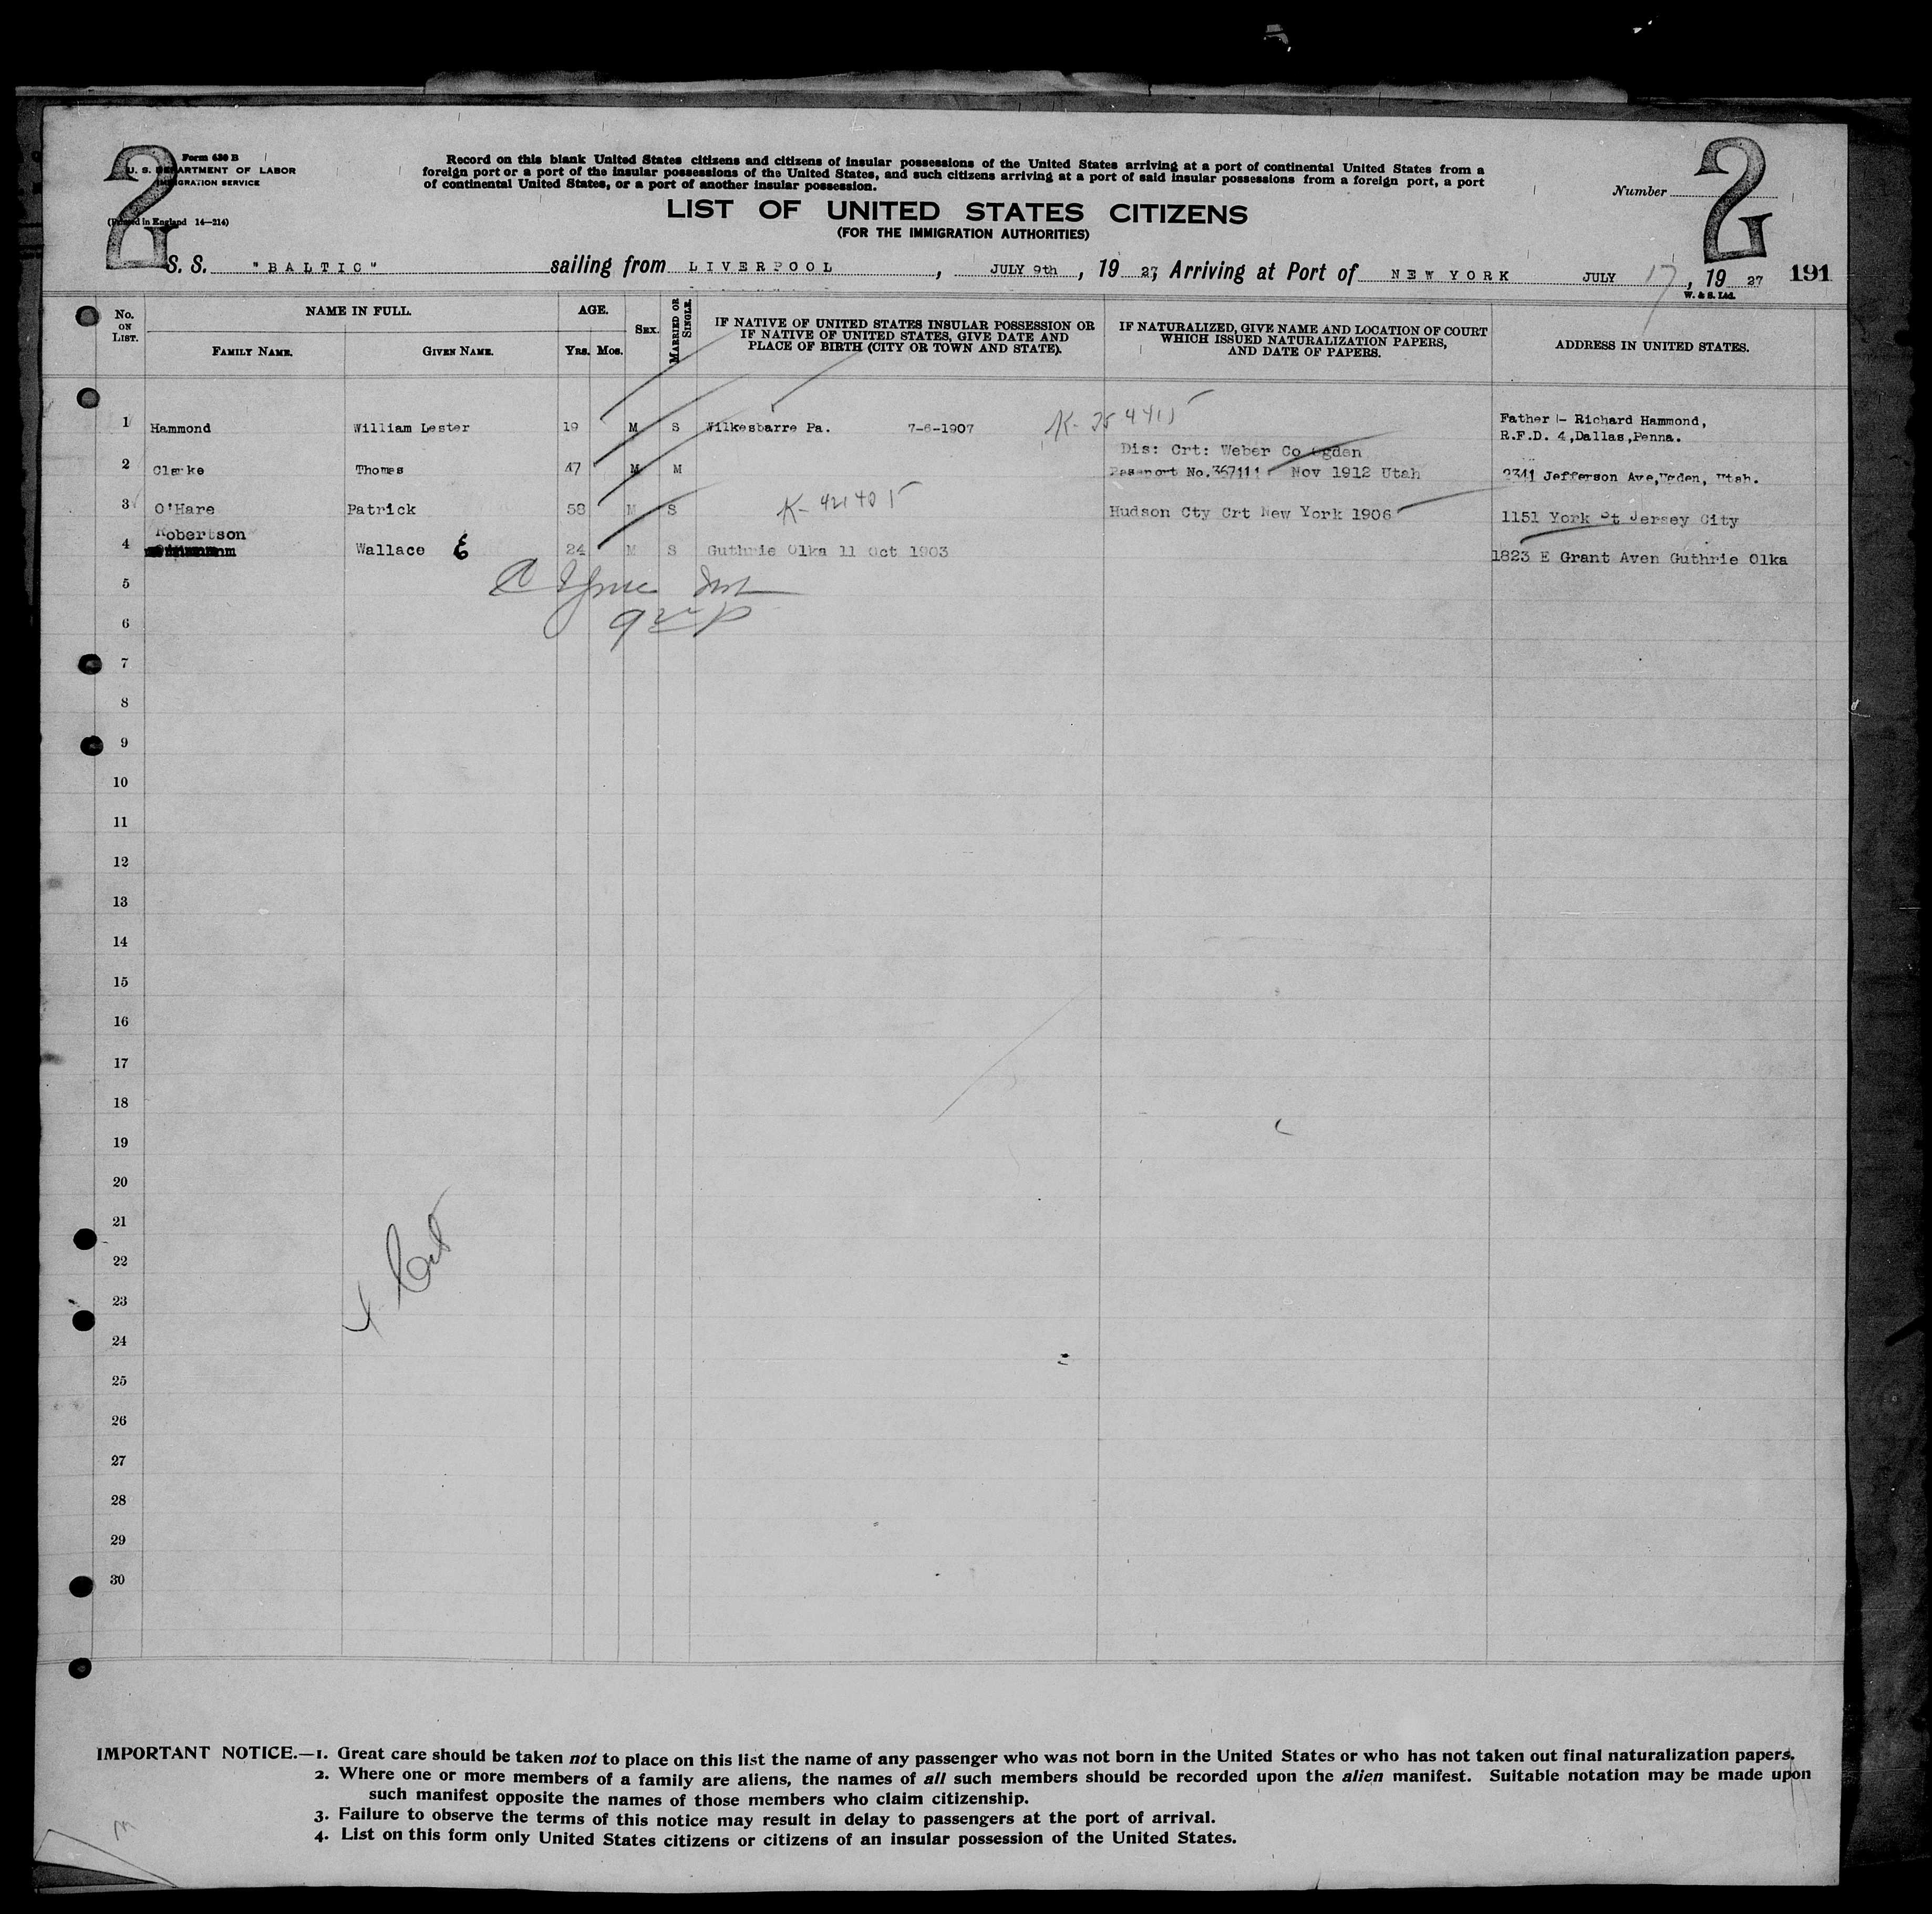 2
Form 630 B
U. S. DEPARTMENT OF LABOR
IMMIGRATION SERVICE
(Printed in England 14—214)
Record on this blank United States citizens and citizens of insular possessions of the United States arriving at a port of continental United States from a
foreign port or a port of the insular possessions of the United States, and such citizens arriving at a port of said insular possessions from a foreign port, a port
of continental United States, or a port of another insular possession.
Number
2
LIST OF UNITED STATES CITIZENS
(FOR THE IMMIGRATION AUTHORITIES)
S. S. "BALTIC" sailing from LIVERPOOL, JULY 9th, 1927, Arriving at Port of NEW YORK JULY 17, 1927 191
W. & S. Ltd.
No. ON LIST.
NAME IN FULL.
FAMILY NAME. GIVEN NAME.
AGE.
YRS. MOS.
SEX.
MARRIED OR SINGLE.
IF NATIVE OF UNITED STATES INSULAR POSSESSION OR
IF NATIVE OF UNITED STATES, GIVE DATE AND
PLACE OF BIRTH (CITY OR TOWN AND STATE).
IF NATURALIZED, GIVE NAME AND LOCATION OF COURT
WHICH ISSUED NATURALIZATION PAPERS,
AND DATE OF PAPERS.
ADDRESS IN UNITED STATES.
Father - Richard Hammond,
1 Hammond William Lester 19 M S Wilkesbarre Pa. 7-6-1907 R.F.D. 4,Dallas,Penna.
Dis: Crt: Weber Co Ogden
2 Clarke Thomas 47 M M Passport No.367111 Nov 1912 Utah 2341 Jefferson Ave,Ogden, Utah.
3 O'Hare Patrick 58 M S K-421405 Hudson Cty Crt New York 1906 1151 York St Jersey City
Robertson
4 Wallace E 24 M S Guthrie Olka 11 Oct 1903 1823 E Grant Aven Guthrie Olka
5
6
7
8
9
10
11
12
13
14
15
16
17
18
19
20
21
22
23
24
25
26
27
28
29
30
IMPORTANT NOTICE.—1. Great care should be taken not to place on this list the name of any passenger who was not born in the United States or who has not taken out final naturalization papers.
2. Where one or more members of a family are aliens, the names of all such members should be recorded upon the alien manifest. Suitable notation may be made upon
such manifest opposite the names of those members who claim citizenship.
3. Failure to observe the terms of this notice may result in delay to passengers at the port of arrival.
4. List on this form only United States citizens or citizens of an insular possession of the United States.